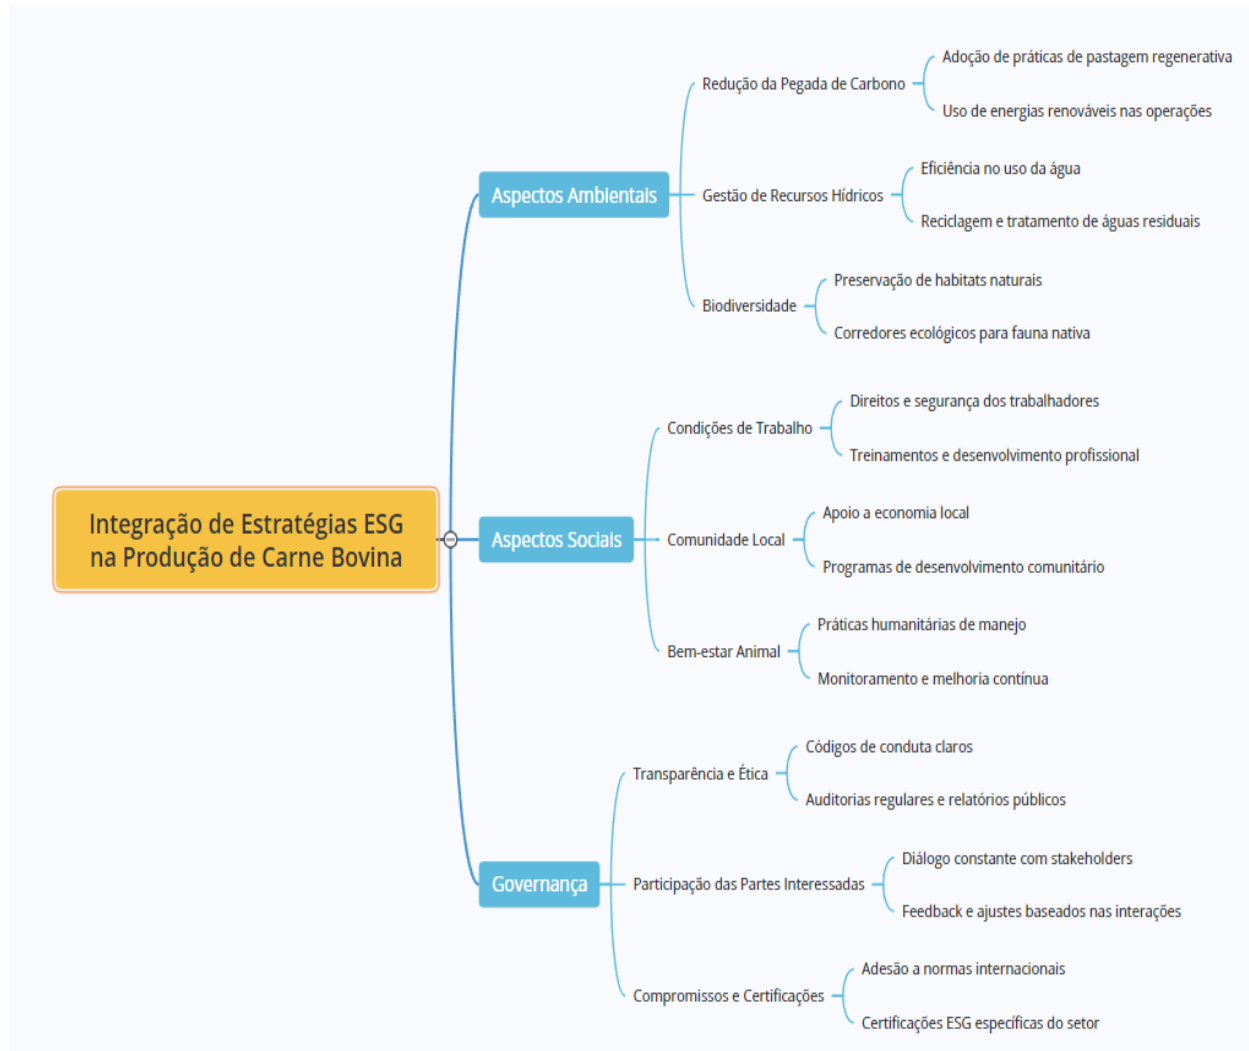 Integração de Estratégias ESG
na Produção de Carne Bovina
Aspectos Ambientais
Redução da Pegada de Carbono
Adoção de práticas de pastagem regenerativa
Uso de energias renováveis nas operações
Gestão de Recursos Hídricos
Eficiência no uso da água
Reciclagem e tratamento de águas residuais
Biodiversidade
Preservação de habitats naturais
Corredores ecológicos para fauna nativa
Aspectos Sociais
Condições de Trabalho
Direitos e segurança dos trabalhadores
Treinamentos e desenvolvimento profissional
Comunidade Local
Apoio a economia local
Programas de desenvolvimento comunitário
Bem-estar Animal
Práticas humanitárias de manejo
Monitoramento e melhoria contínua
Governança
Transparência e Ética
Códigos de conduta claros
Auditorias regulares e relatórios públicos
Participação das Partes Interessadas
Diálogo constante com stakeholders
Feedback e ajustes baseados nas interações
Compromissos e Certificações
Adesão a normas internacionais
Certificações ESG específicas do setor